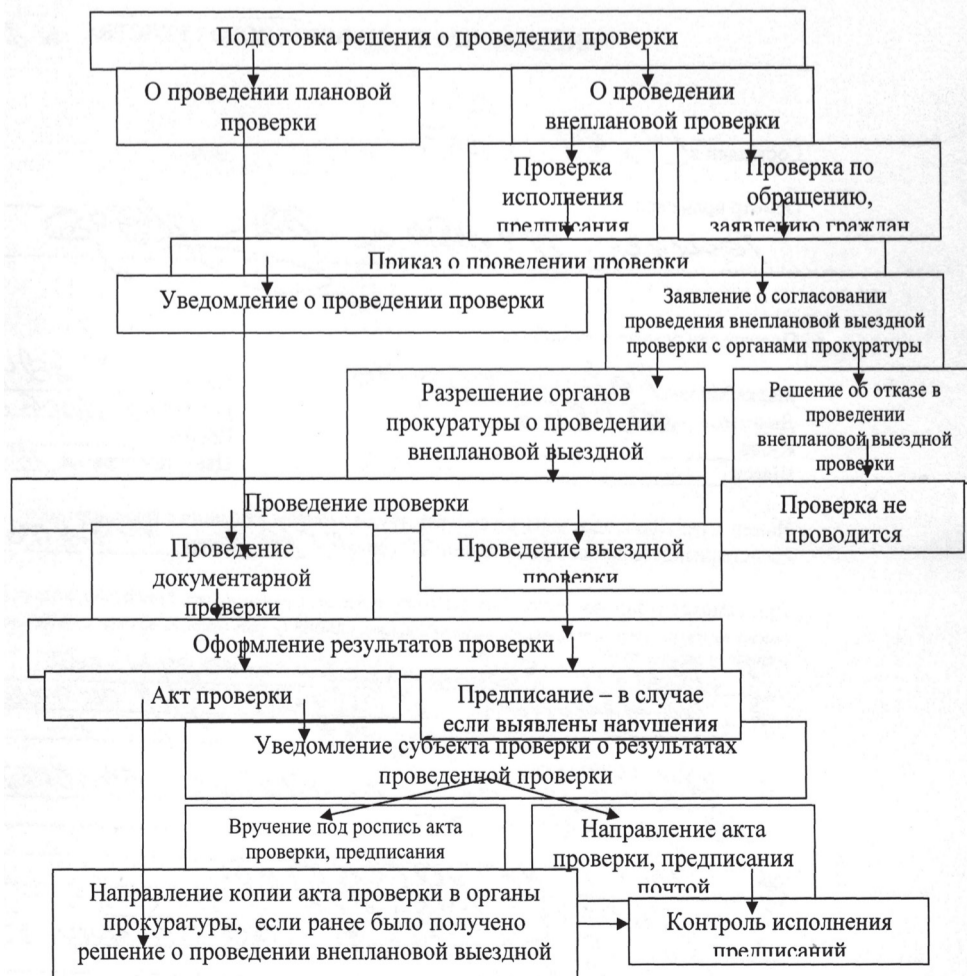 Подготовка решения о проведении проверки
О проведении плановой
проверки
О проведении
внеплановой проверки
Проверка
исполнения
предписания
Проверка по
обращению,
заявлению граждан
Приказ о проведении проверки
Уведомление о проведении проверки
Заявление о согласовании
проведения внеплановой выездной
проверки с органами прокуратуры
Разрешение органов
прокуратуры о проведении
внеплановой выездной
Решение об отказе в
проведении
внеплановой выездной
проверки
Проведение проверки
Проверка не
проводится
Проведение
документарной
проверки
Проведение выездной
проверки
Оформление результатов проверки
Акт проверки
Предписание – в случае
если выявлены нарушения
Уведомление субъекта проверки о результатах
проведенной проверки
Вручение под роспись акта
проверки, предписания
Направление акта
проверки, предписания
почтой
Направление копии акта проверки в органы
прокуратуры, если ранее было получено
решение о проведении внеплановой выездной
Контроль исполнения
предписаний